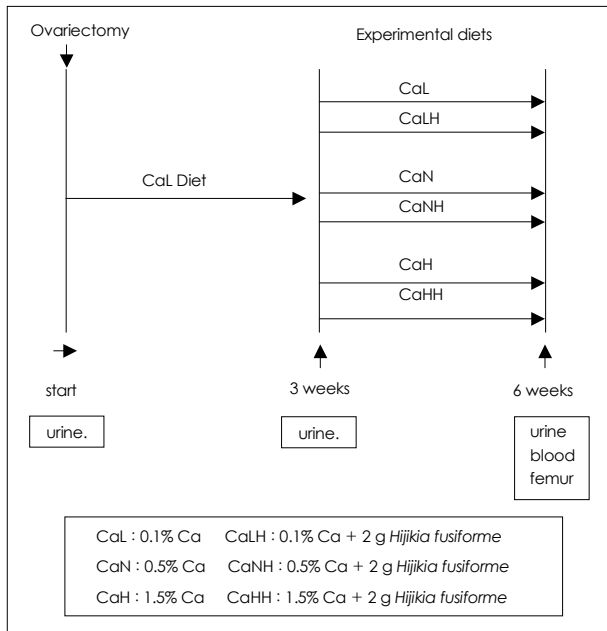 Ovariectomy
Experimental diets
CaL
CaLH
CaL Diet
CaN
CaNH
CaH
CaHH
start
3 weeks
6 weeks
urine.
urine.
urine
blood
femur
CaL : 0.1% Ca CaLH : 0.1% Ca + 2 g Hijikia fusiforme
CaN : 0.5% Ca CaNH : 0.5% Ca + 2 g Hijikia fusiforme
CaH : 1.5% Ca CaHH : 1.5% Ca + 2 g Hijikia fusiforme